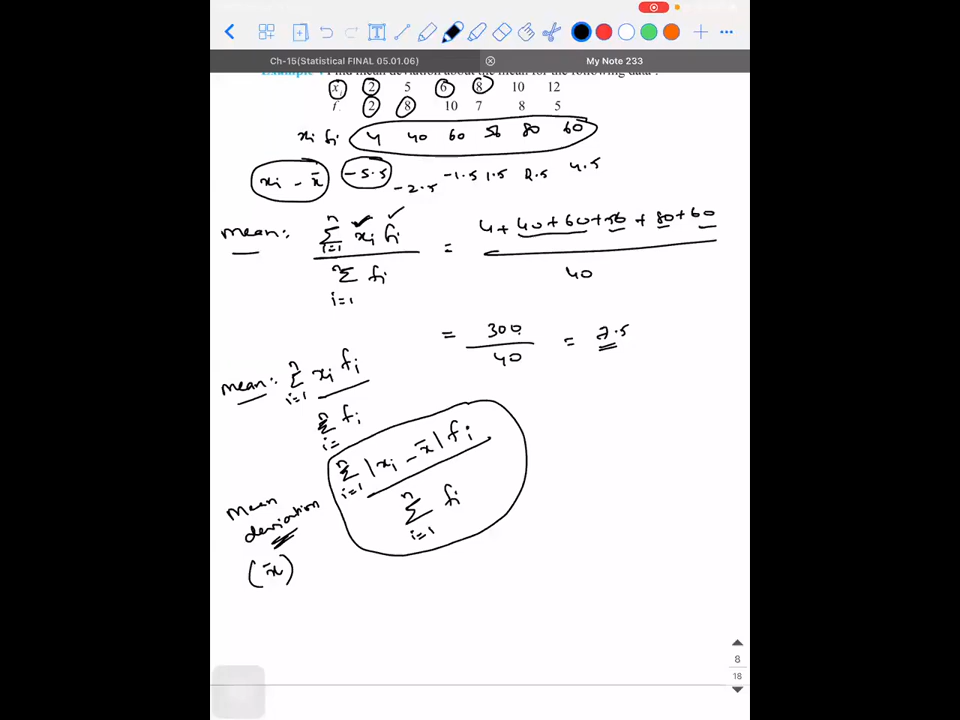 Ch-15(Statistical FINAL 05.01.06)
My Note 233
Find mean deviation about the mean for the following data :
xi 2 5 6 8 10 12
f 2 8 10 7 8 5
xi fi 4 40 60 56 80 60
xi - x̄ -5.5 -2.5 -1.5 1.5 2.5 4.5
mean: Σ i=1 n xi fi / Σ i=1 fi = 4 + 40 + 60 + 56 + 80 + 60 / 40
= 300 / 40 = 7.5
mean: Σ i=1 n xi fi / Σ i= n fi
Mean deviation (x̄) Σ i=1 n |xi - x̄| fi / Σ i=1 n fi
8
18